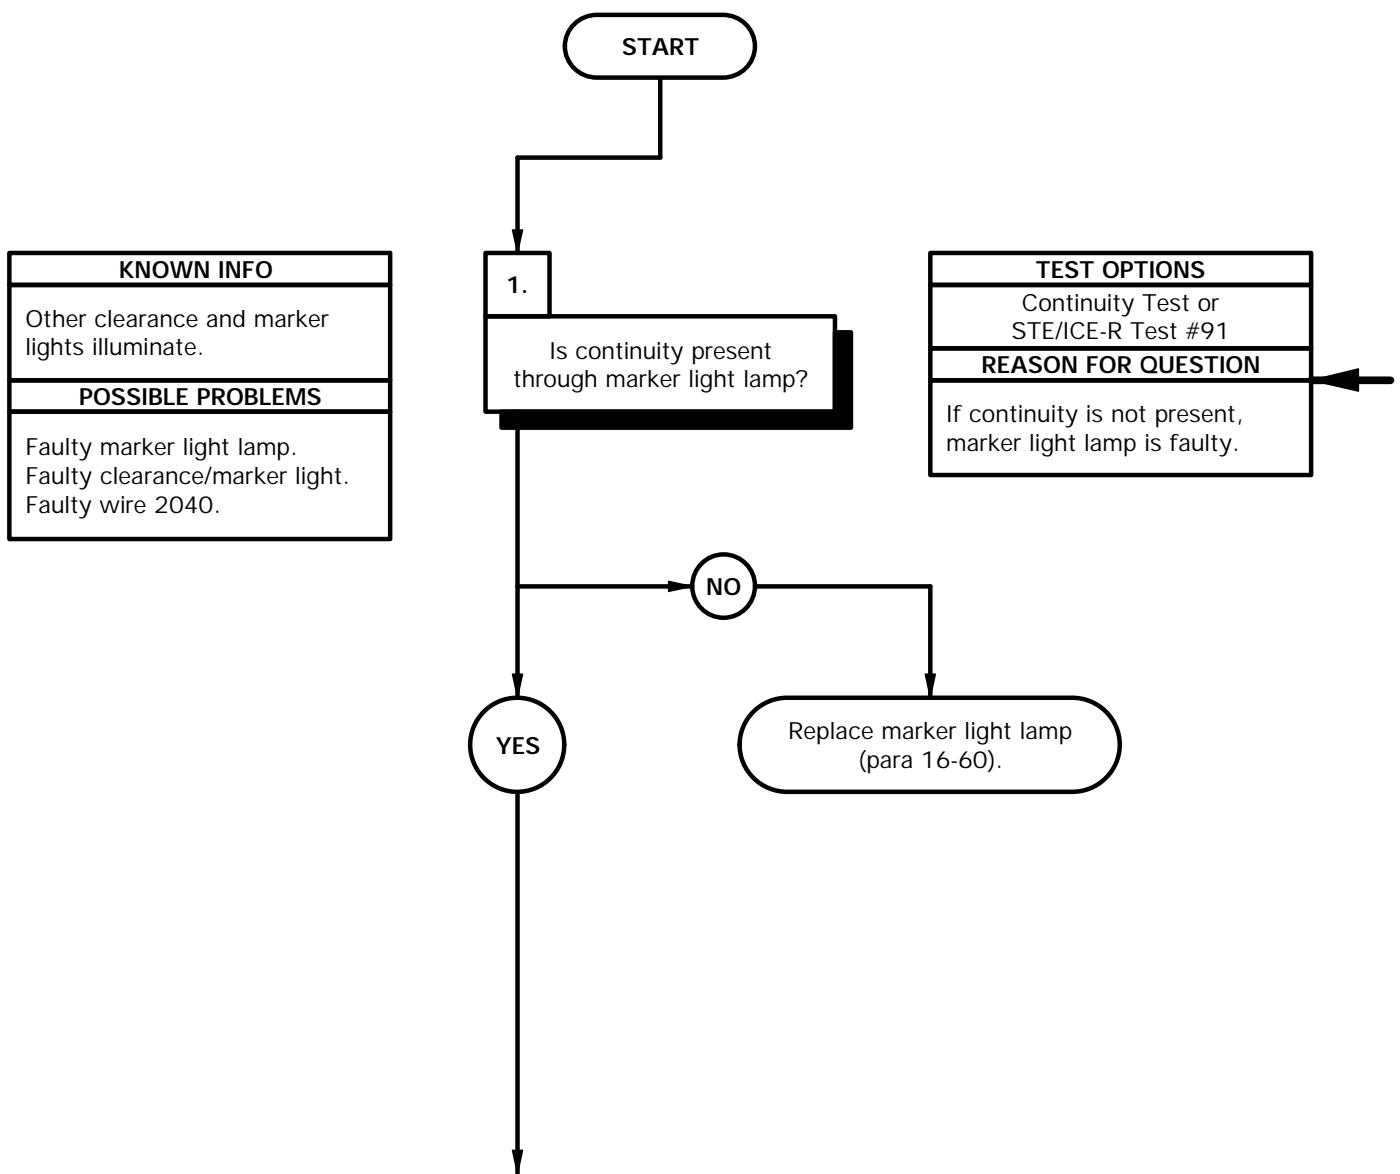 START
KNOWN INFO
Other clearance and marker
lights illuminate.
POSSIBLE PROBLEMS
Faulty marker light lamp.
Faulty clearance/marker light.
Faulty wire 2040.
1.
Is continuity present
through marker light lamp?
TEST OPTIONS
Continuity Test or
STE/ICE-R Test #91
REASON FOR QUESTION
If continuity is not present,
marker light lamp is faulty.
NO
YES
Replace marker light lamp
(para 16-60).